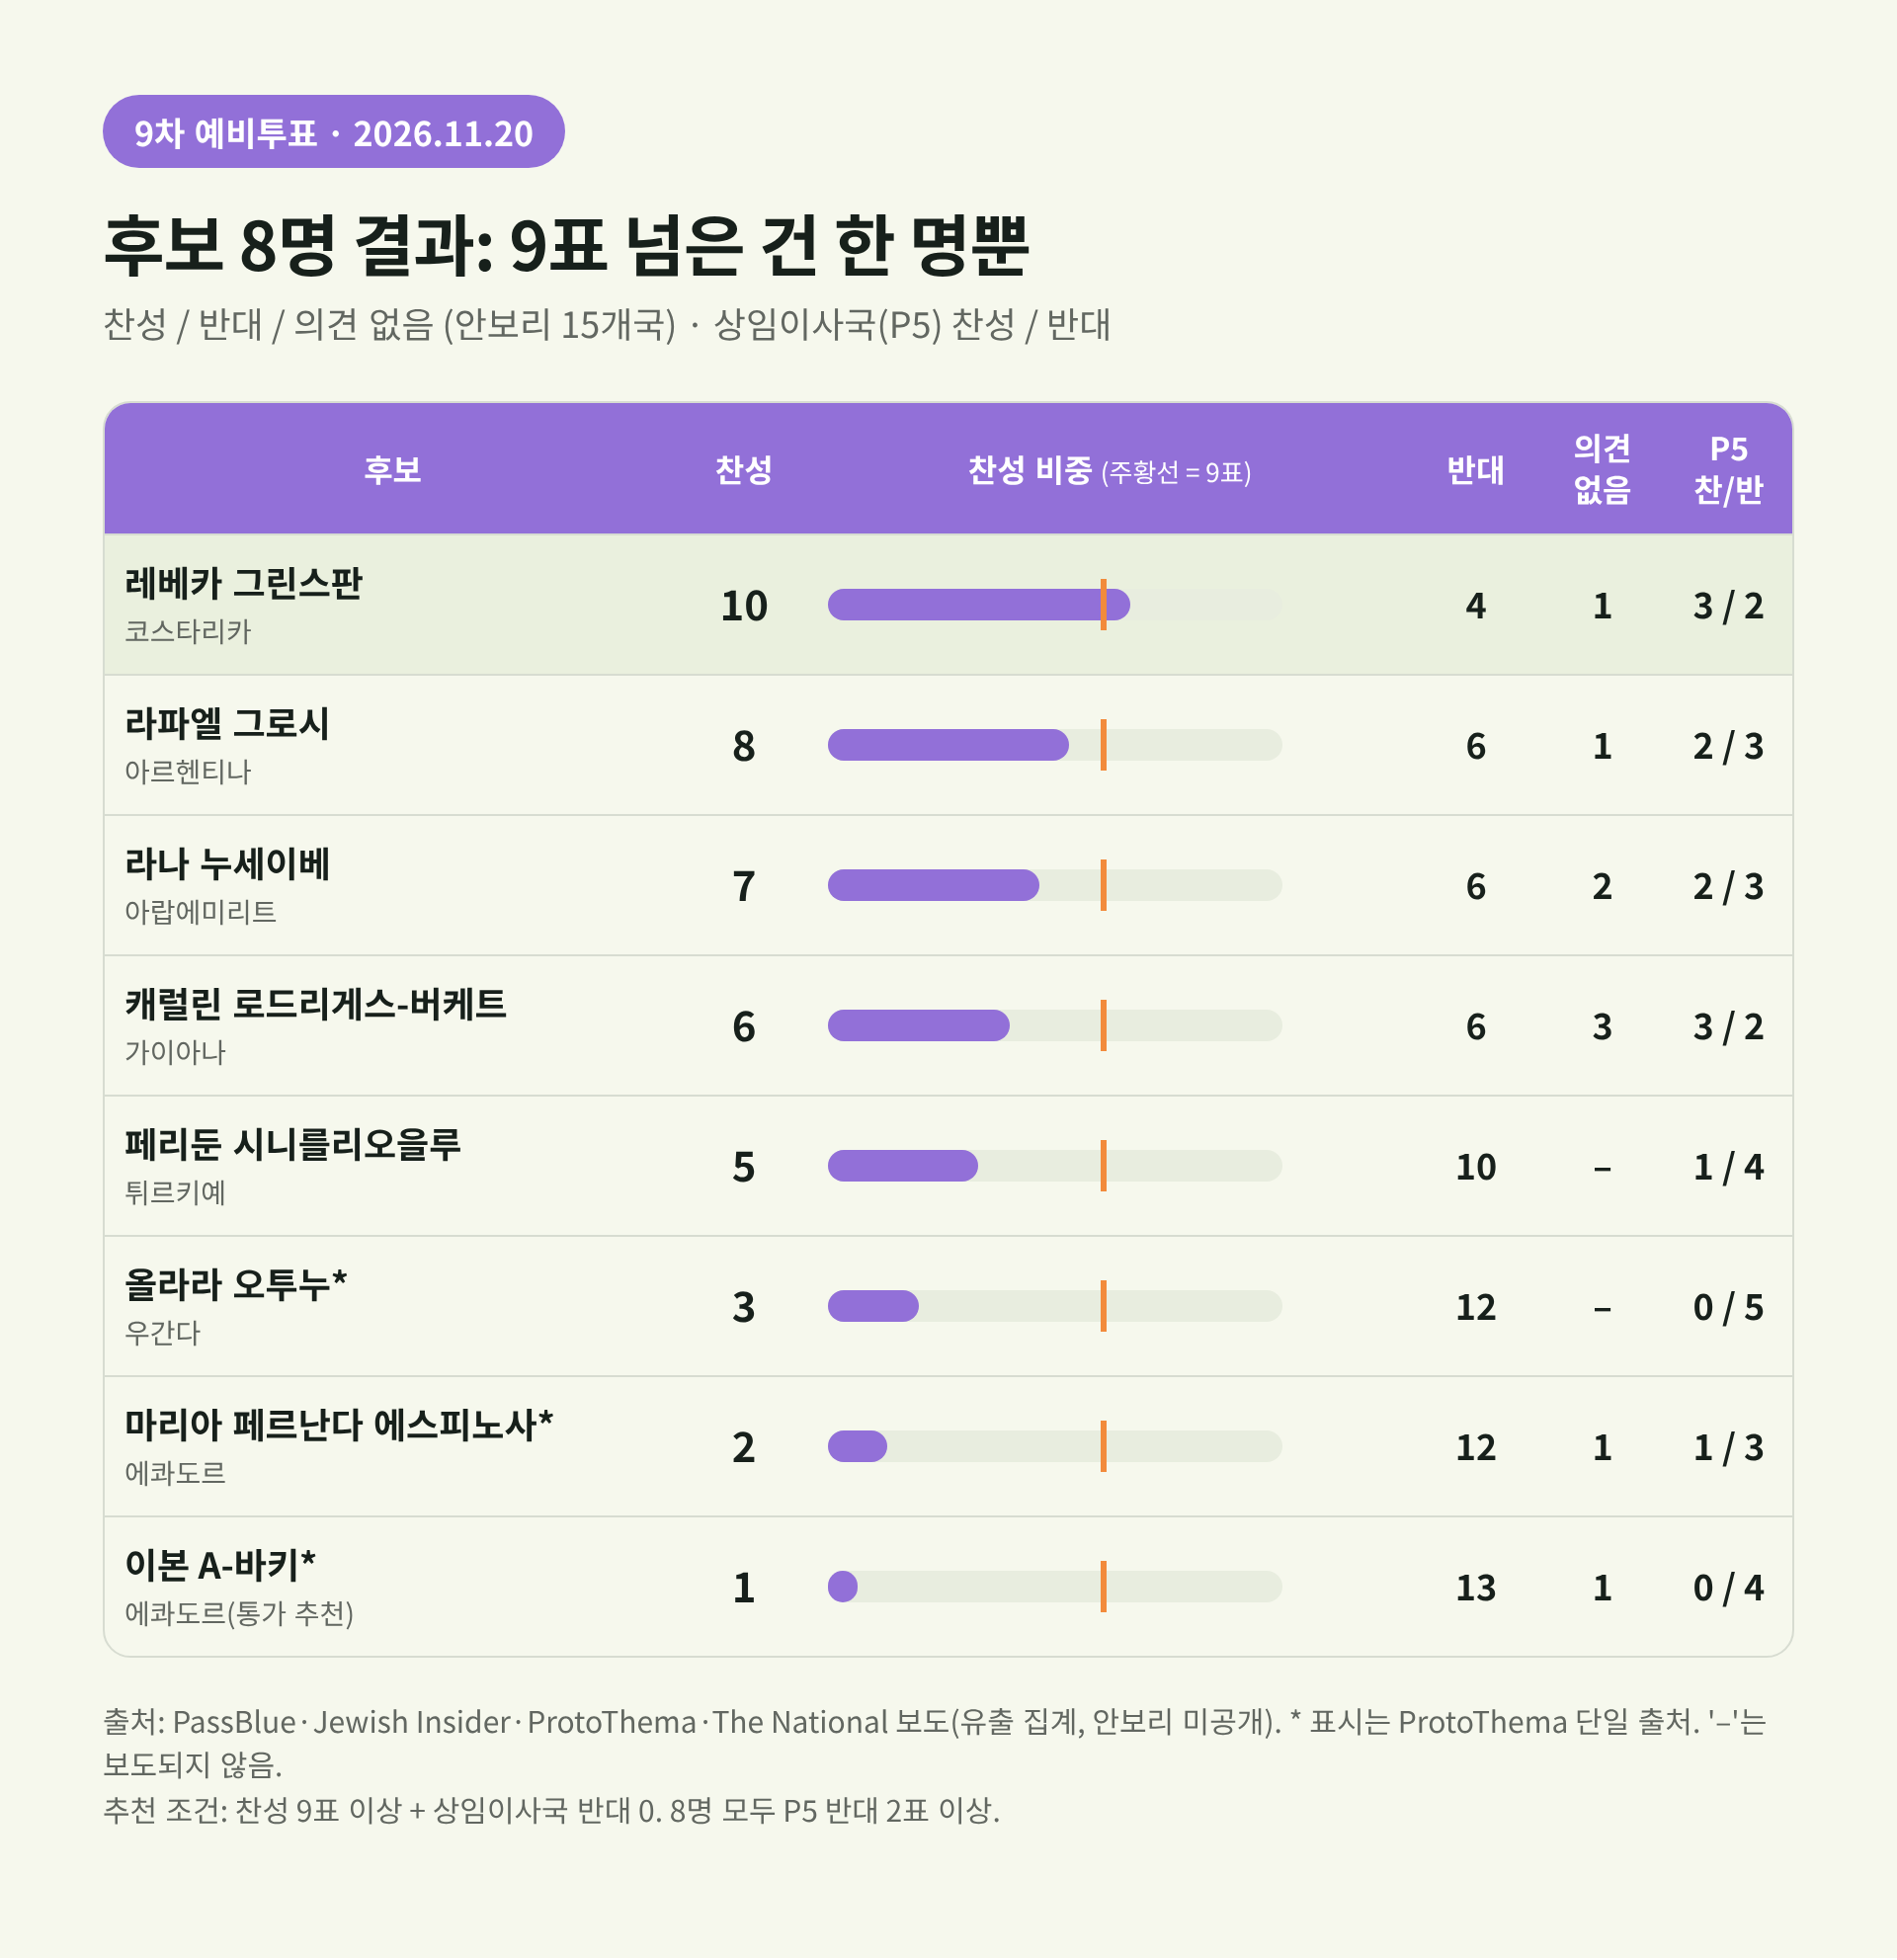 9차 예비투표 · 2026.11.20
후보 8명 결과: 9표 넘은 건 한 명뿐
찬성 / 반대 / 의견 없음 (안보리 15개국) · 상임이사국(P5) 찬성 / 반대
후보 찬성 찬성 비중 (주황선 = 9표) 반대 의견 없음 P5 찬/반
레베카 그린스판
코스타리카
10 4 1 3 / 2
라파엘 그로시
아르헨티나
8 6 1 2 / 3
라나 누세이베
아랍에미리트
7 6 2 2 / 3
캐럴린 로드리게스-버케트
가이아나
6 6 3 3 / 2
페리둔 시니를리오을루
튀르키예
5 10 – 1 / 4
올라라 오투누*
우간다
3 12 – 0 / 5
마리아 페르난다 에스피노사*
에콰도르
2 12 1 1 / 3
이본 A-바키*
에콰도르(통가 추천)
1 13 1 0 / 4
출처: PassBlue·Jewish Insider·ProtoThema·The National 보도(유출 집계, 안보리 미공개). * 표시는 ProtoThema 단일 출처. '–'는
보도되지 않음.
추천 조건: 찬성 9표 이상 + 상임이사국 반대 0. 8명 모두 P5 반대 2표 이상.